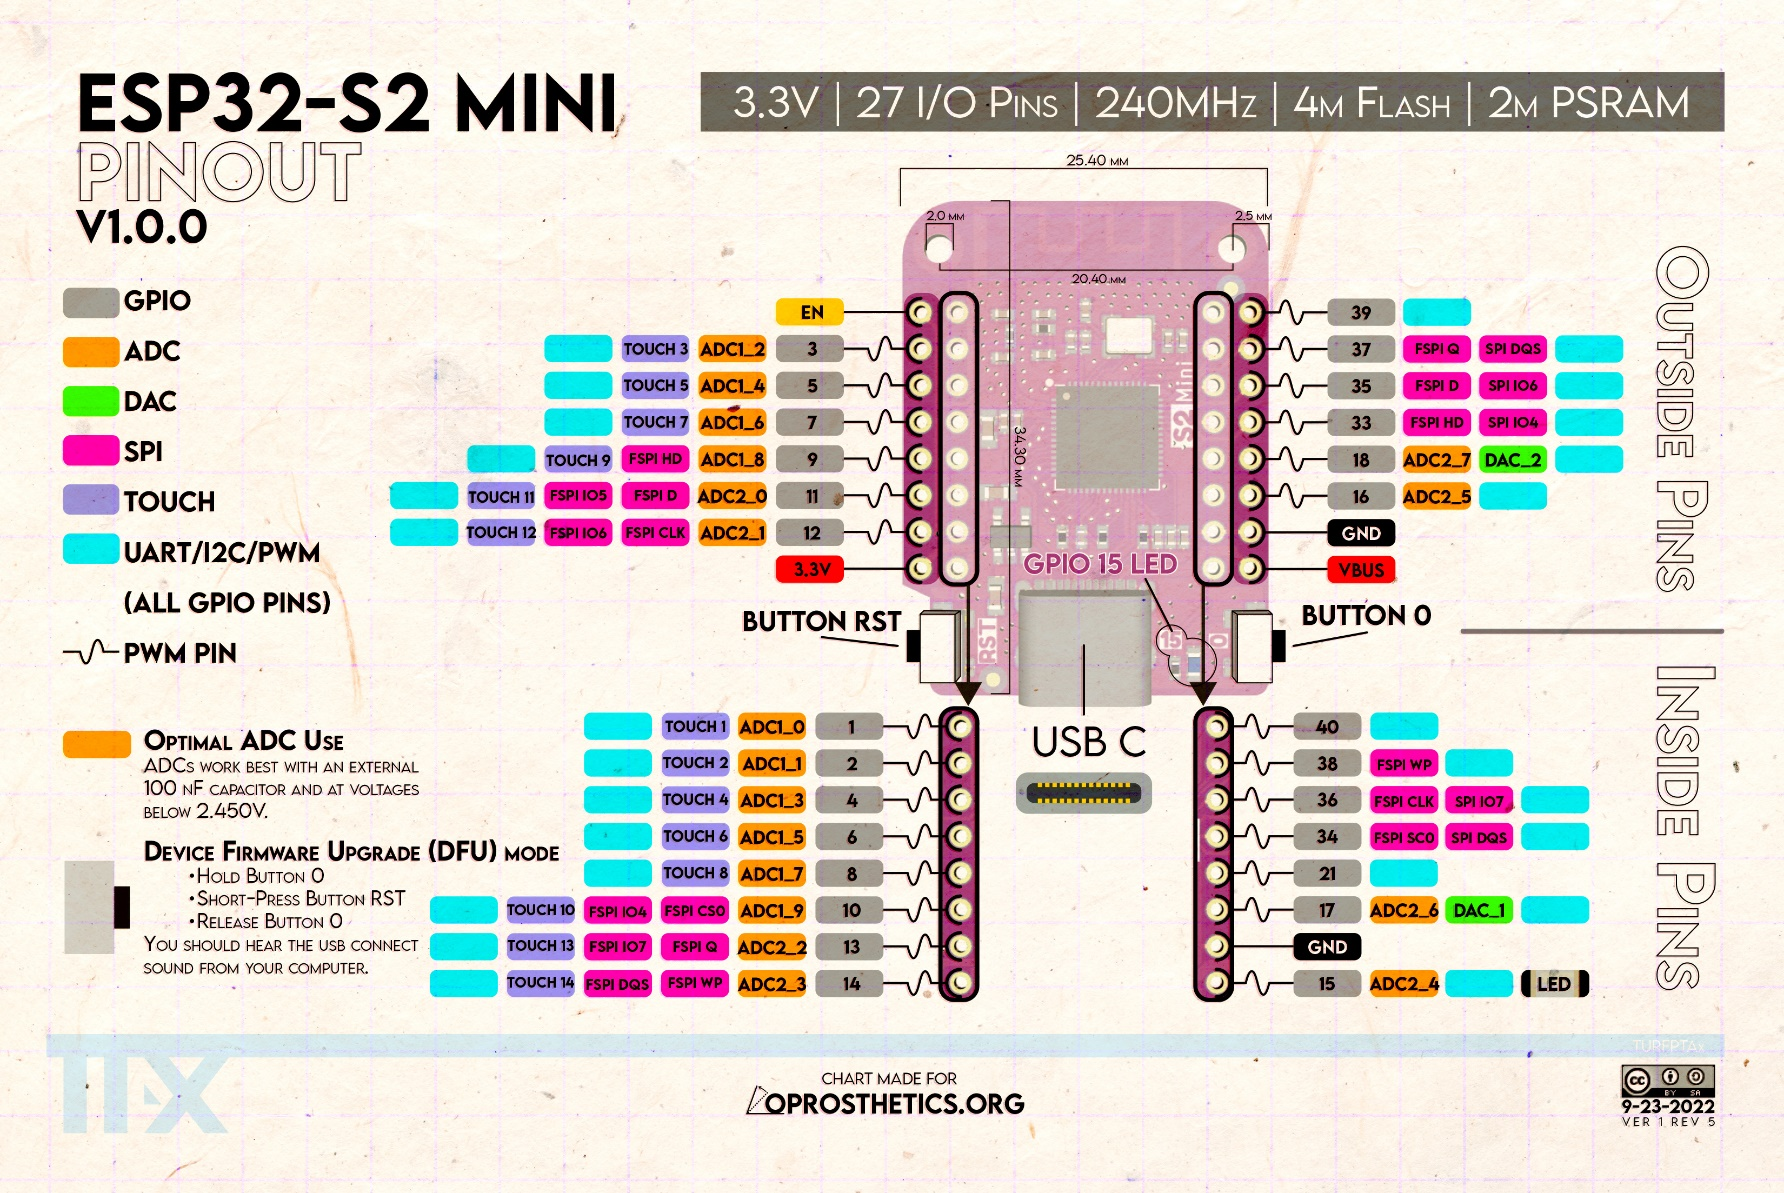 ESP32-S2 MINI
PINOUT
V1.0.0
3.3V | 27 I/O Pins | 240MHz | 4M Flash | 2M PSRAM
GPIO
ADC
DAC
SPI
TOUCH
UART/I2C/PWM
(ALL GPIO PINS)
PWM PIN
Optimal ADC Use
ADCs work best with an external
100 nF capacitor and at voltages
below 2.450V.
Device Firmware Upgrade (DFU) mode
•Hold Button 0
•Short-Press Button RST
•Release Button 0
You should hear the usb connect
sound from your computer.
25.40 mm
2.0 mm
2.5 mm
20.40 mm
34.30 mm
EN
TOUCH 3 ADC1_2 3
TOUCH 5 ADC1_4 5
TOUCH 7 ADC1_6 7
TOUCH 9 FSPI HD ADC1_8 9
TOUCH 11 FSPI IO5 FSPI D ADC2_0 11
TOUCH 12 FSPI IO6 FSPI CLK ADC2_1 12
3.3V
39
37 FSPI Q SPI DQS
35 FSPI D SPI IO6
33 FSPI HD SPI IO4
18 ADC2_7 DAC_2
16 ADC2_5
GND
VBUS
S2 Mini
GPIO 15 LED
BUTTON RST
BUTTON 0
RST
15
0
USB C
Outside Pins
Inside Pins
TOUCH 1 ADC1_0 1
TOUCH 2 ADC1_1 2
TOUCH 4 ADC1_3 4
TOUCH 6 ADC1_5 6
TOUCH 8 ADC1_7 8
TOUCH 10 FSPI IO4 FSPI CS0 ADC1_9 10
TOUCH 13 FSPI IO7 FSPI Q ADC2_2 13
TOUCH 14 FSPI DQS FSPI WP ADC2_3 14
40
38 FSPI WP
36 FSPI CLK SPI IO7
34 FSPI SC0 SPI DQS
21
17 ADC2_6 DAC_1
GND
15 ADC2_4 LED
TURFPTAx
CHART MADE FOR
OPROSTHETICS.ORG
cc
BY SA
9-23-2022
VER 1 REV 5